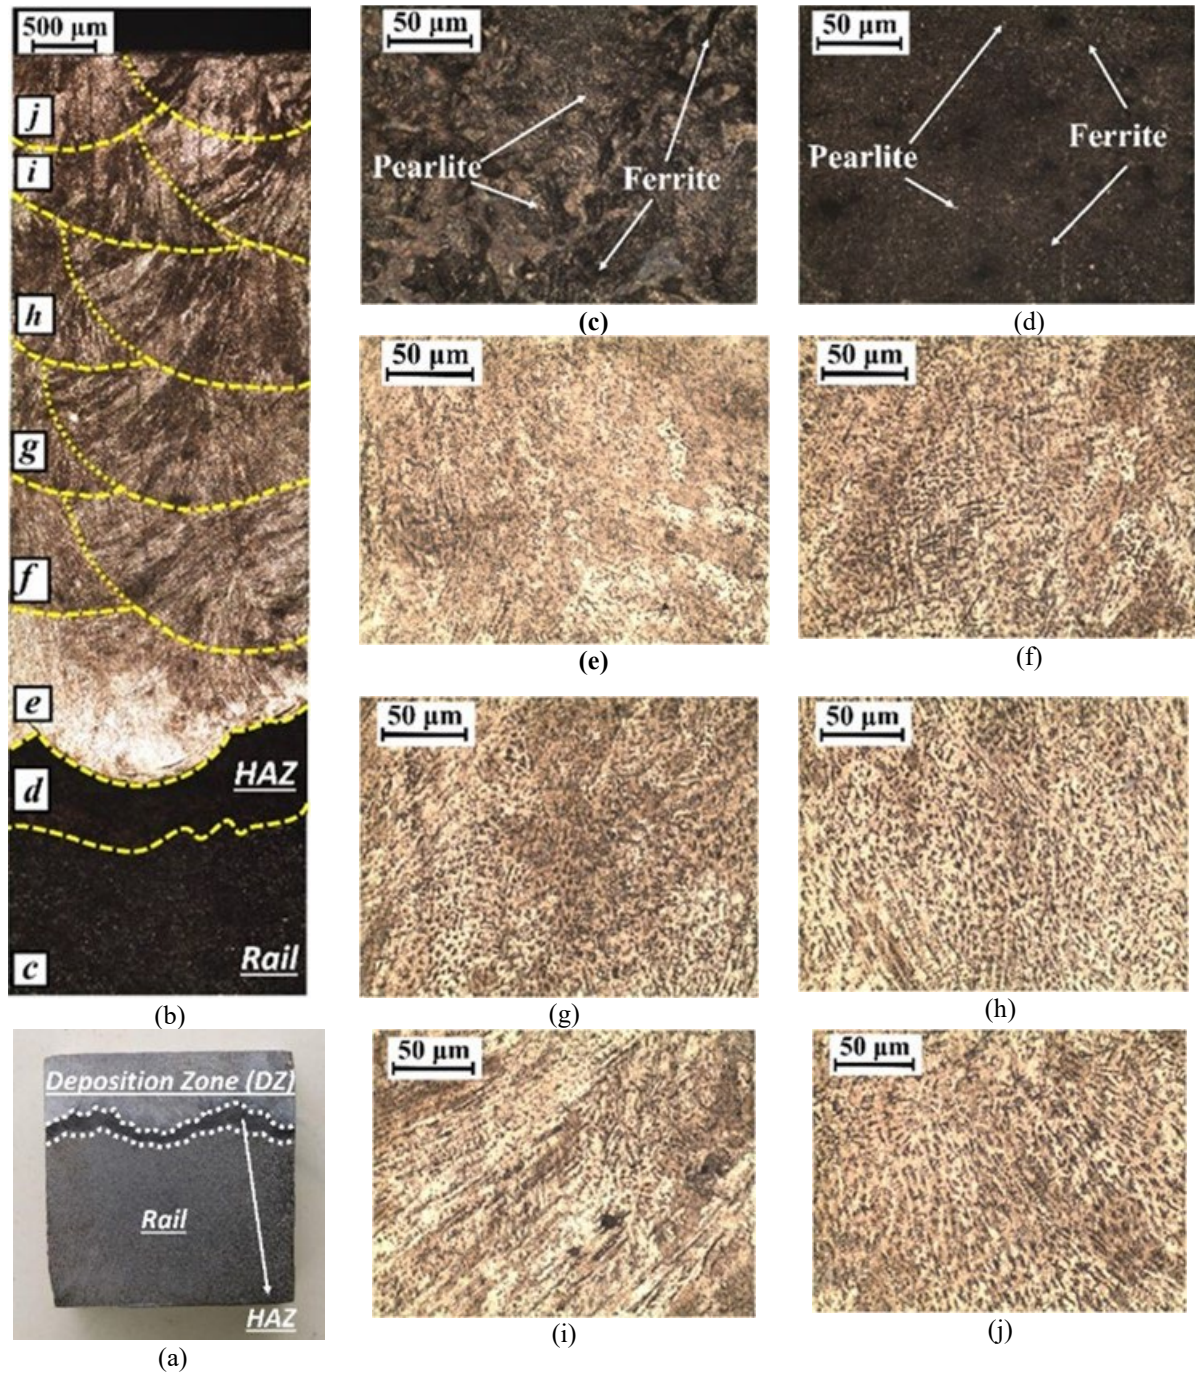 500 µm
j
i
h
g
f
e
HAZ
d
Rail
c
(b)
Deposition Zone (DZ)
Rail
HAZ
(a)
50 µm
Pearlite
Ferrite
(c)
50 µm
Pearlite
Ferrite
(d)
50 µm
(e)
50 µm
(f)
50 µm
(g)
50 µm
(h)
50 µm
(i)
50 µm
(j)